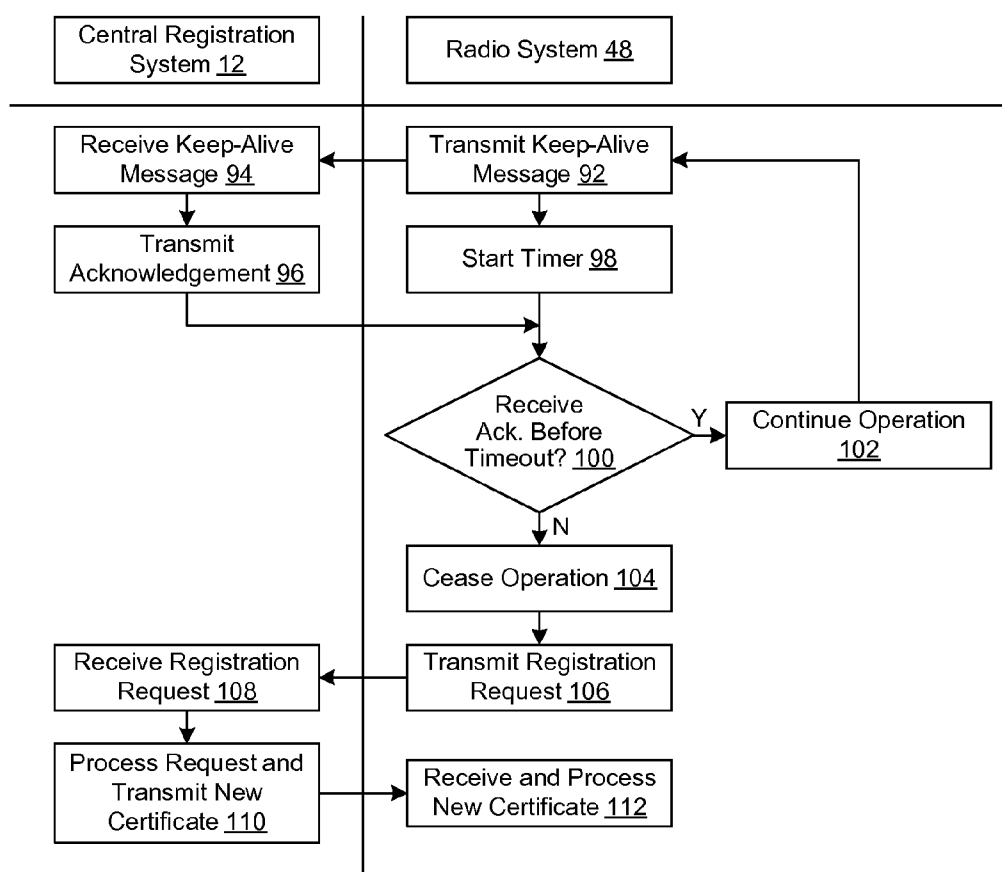 Central Registration
System 12
Radio System 48
Receive Keep-Alive
Message 94
Transmit Keep-Alive
Message 92
Transmit
Acknowledgement 96
Start Timer 98
Receive
Ack. Before
Timeout? 100
Y
Continue Operation
102
N
Cease Operation 104
Receive Registration
Request 108
Transmit Registration
Request 106
Process Request and
Transmit New
Certificate 110
Receive and Process
New Certificate 112